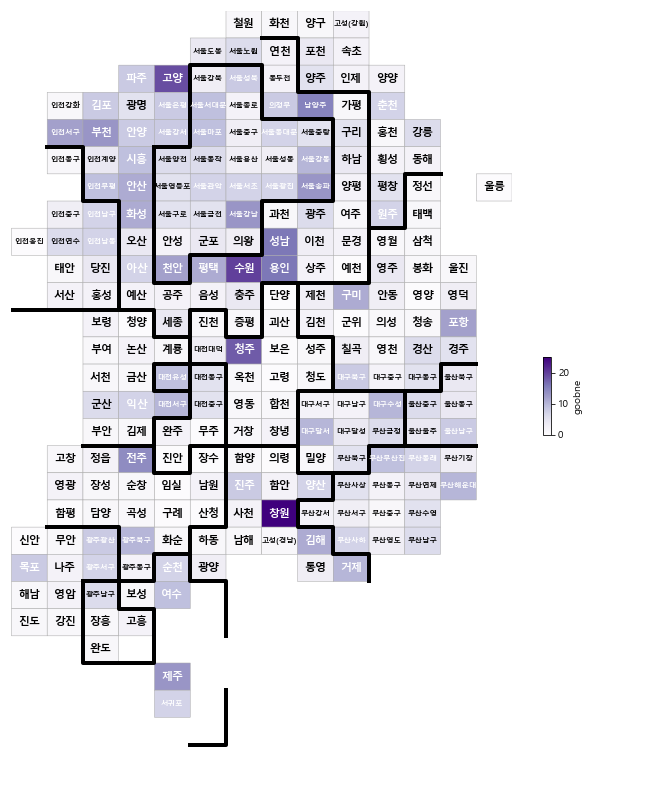 철원 화천 양구 고성(강원)
서울도봉 서울노원 연천 포천 속초
파주 고양 서울강북 서울성북 동두천 양주 인제 양양
인천강화 김포 광명 서울은평 서울서대문 서울종로 의정부 남양주 가평 춘천
인천서구 부천 안양 서울강서 서울마포 서울중구 서울동대문 서울중랑 구리 홍천 강릉
인천동구 인천계양 시흥 서울양천 서울동작 서울용산 서울성동 서울강동 하남 횡성 동해
인천부평 안산 서울영등포 서울관악 서울서초 서울광진 서울송파 양평 평창 정선 울릉
인천중구 인천남구 화성 서울구로 서울금천 서울강남 과천 광주 여주 원주 태백
인천옹진 인천연수 인천남동 오산 안성 군포 의왕 성남 이천 문경 영월 삼척
태안 당진 아산 천안 평택 수원 용인 상주 예천 영주 봉화 울진
서산 홍성 예산 공주 음성 충주 단양 제천 구미 안동 영양 영덕
보령 청양 세종 진천 증평 괴산 김천 군위 의성 청송 포항
부여 논산 계룡 대전대덕 청주 보은 성주 칠곡 영천 경산 경주
서천 금산 대전유성 대전동구 옥천 고령 청도 대구북구 대구중구 대구동구 울산북구
군산 익산 대전서구 대전중구 영동 합천 대구서구 대구남구 대구수성 울산중구 울산동구
부안 김제 완주 무주 거창 창녕 대구달서 대구달성 부산금정 울산울주 울산남구
고창 정읍 전주 진안 장수 함양 의령 밀양 부산북구 부산부산진 부산동래 부산기장
영광 장성 순창 임실 남원 진주 함안 양산 부산사상 부산동구 부산연제 부산해운대
함평 담양 곡성 구례 산청 사천 창원 부산강서 부산서구 부산중구 부산수영
신안 무안 광주광산 광주북구 화순 하동 남해 고성(경남) 김해 부산사하 부산영도 부산남구
목포 나주 광주서구 광주동구 순천 광양 통영 거제
해남 영암 광주남구 보성 여수
진도 강진 장흥 고흥
완도
제주
서귀포
20
10
0
goobne